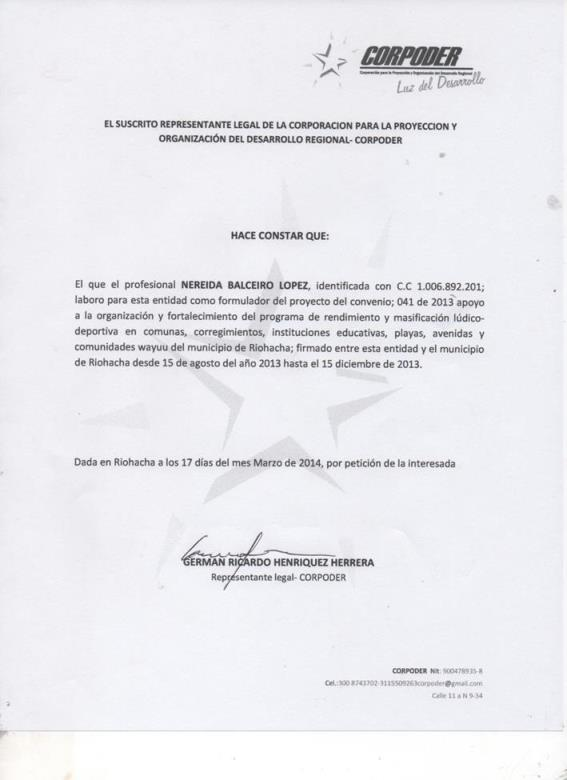 CORPODER
Corporación para la Proyección y Organización del Desarrollo Regional
Luz del Desarrollo
EL SUSCRITO REPRESENTANTE LEGAL DE LA CORPORACION PARA LA PROYECCION Y
ORGANIZACIÓN DEL DESARROLLO REGIONAL- CORPODER
HACE CONSTAR QUE:
El que el profesional NEREIDA BALCEIRO LOPEZ, identificada con C.C 1.006.892.201;
laboro para esta entidad como formulador del proyecto del convenio; 041 de 2013 apoyo
a la organización y fortalecimiento del programa de rendimiento y masificación lúdico-
deportiva en comunas, corregimientos, instituciones educativas, playas, avenidas y
comunidades wayuu del municipio de Riohacha; firmado entre esta entidad y el municipio
de Riohacha desde 15 de agosto del año 2013 hasta el 15 diciembre de 2013.
Dada en Riohacha a los 17 días del mes Marzo de 2014, por petición de la interesada
GERMAN RICARDO HENRIQUEZ HERRERA
Representante legal- CORPODER
CORPODER Nit: 900478935-8
Cel.:300 8743702-3115509263corpoder@gmail.com
Calle 11 a N 9-34